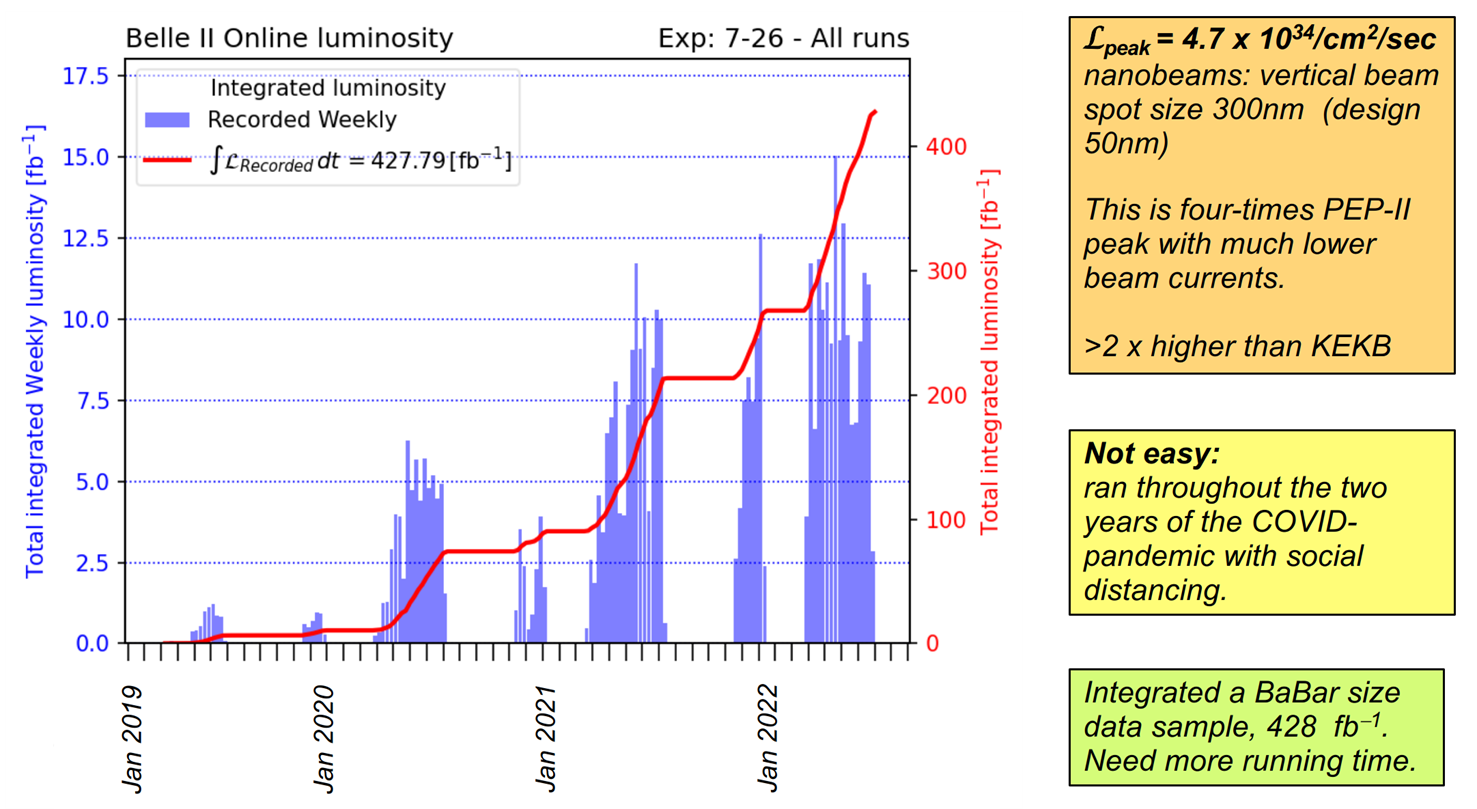 Belle II Online luminosity
Exp: 7-26 - All runs
Total integrated Weekly luminosity [fb⁻¹]
17.5
15.0
12.5
10.0
7.5
5.0
2.5
0.0
Integrated luminosity
Recorded Weekly
∫ℒ_Recorded dt = 427.79 [fb⁻¹]
400
300
200
100
0
Total integrated luminosity [fb⁻¹]
Jan 2019
Jan 2020
Jan 2021
Jan 2022
ℒ_peak = 4.7 x 10³⁴/cm²/sec
nanobeams: vertical beam
spot size 300nm (design
50nm)
This is four-times PEP-II
peak with much lower
beam currents.
>2 x higher than KEKB
Not easy:
ran throughout the two
years of the COVID-
pandemic with social
distancing.
Integrated a BaBar size
data sample, 428 fb⁻¹.
Need more running time.